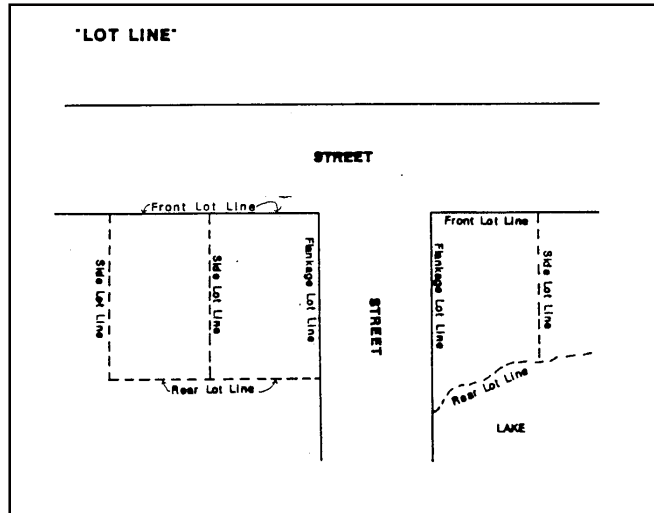 "LOT LINE"
STREET
Front Lot Line
Front Lot Line
Side Lot Line
Side Lot Line
Flankage Lot Line
STREET
Flankage Lot Line
Side Lot Line
Rear Lot Line
Rear Lot Line
LAKE